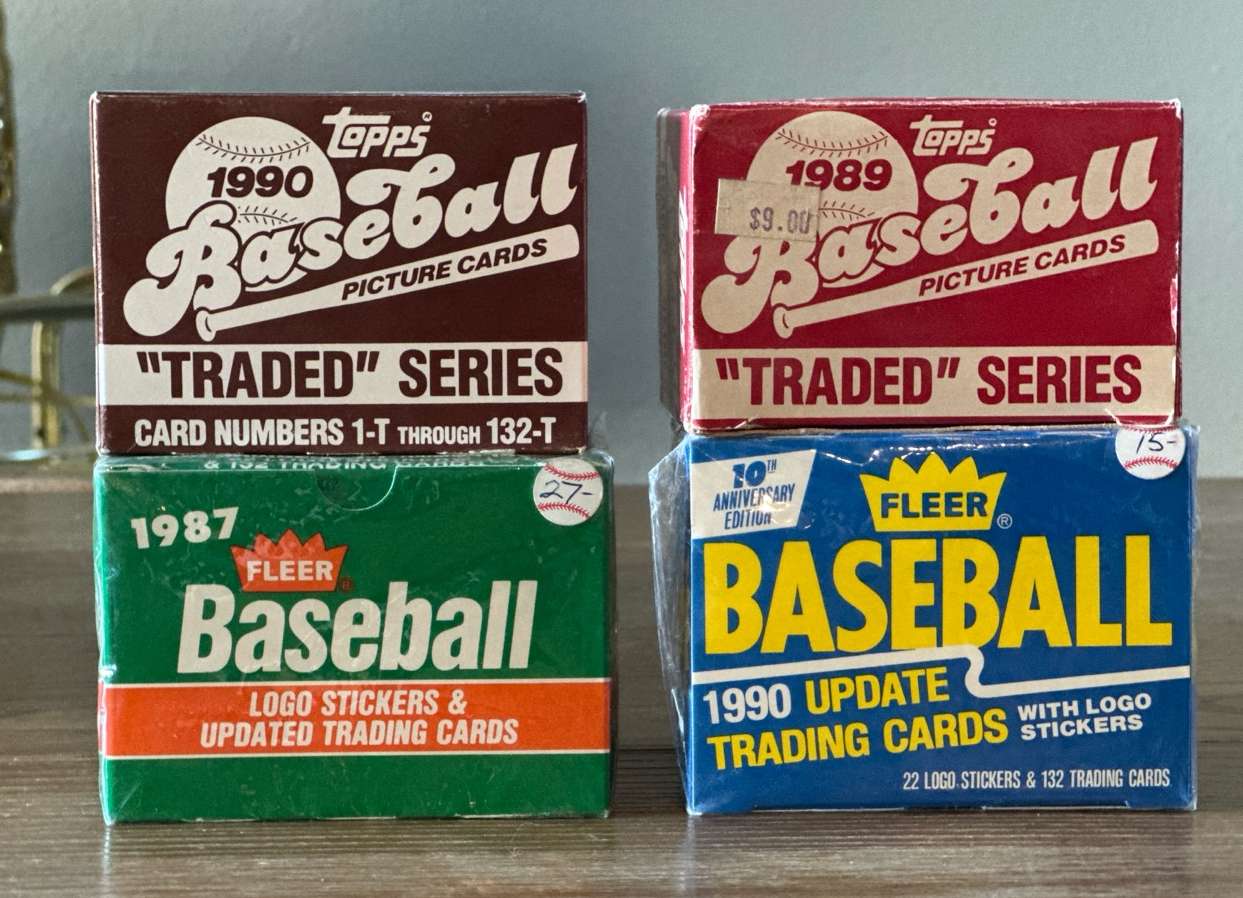 Topps®
1990
Baseball
PICTURE CARDS
"TRADED" SERIES
CARD NUMBERS 1-T THROUGH 132-T
Topps®
1989
$9.00
Baseball
PICTURE CARDS
"TRADED" SERIES
& 132 TRADING
27-
1987
FLEER®
Baseball
LOGO STICKERS &
UPDATED TRADING CARDS
15-
10TH
ANNIVERSARY
EDITION
FLEER®
BASEBALL
1990 UPDATE
TRADING CARDS
WITH LOGO
STICKERS
22 LOGO STICKERS & 132 TRADING CARDS